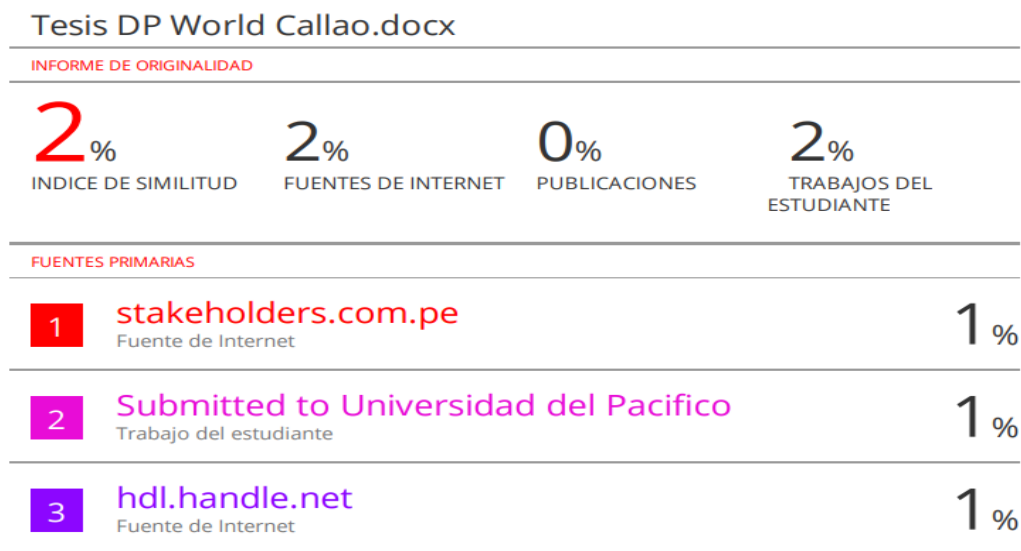 Tesis DP World Callao.docx
INFORME DE ORIGINALIDAD
2%
INDICE DE SIMILITUD
2%
FUENTES DE INTERNET
0%
PUBLICACIONES
2%
TRABAJOS DEL
ESTUDIANTE
FUENTES PRIMARIAS
1 stakeholders.com.pe 1%
Fuente de Internet
2 Submitted to Universidad del Pacifico 1%
Trabajo del estudiante
3 hdl.handle.net 1%
Fuente de Internet